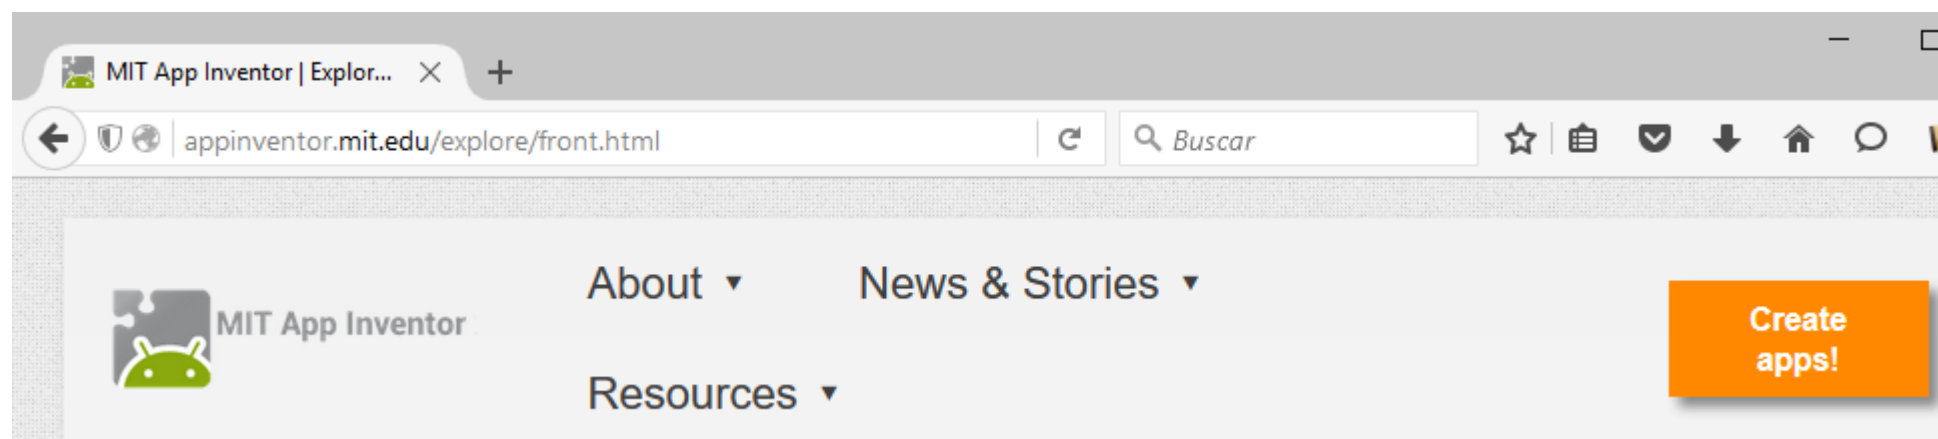 MIT App Inventor | Explor...
appinventor.mit.edu/explore/front.html
Buscar
About
News & Stories
MIT App Inventor
Create
apps!
Resources